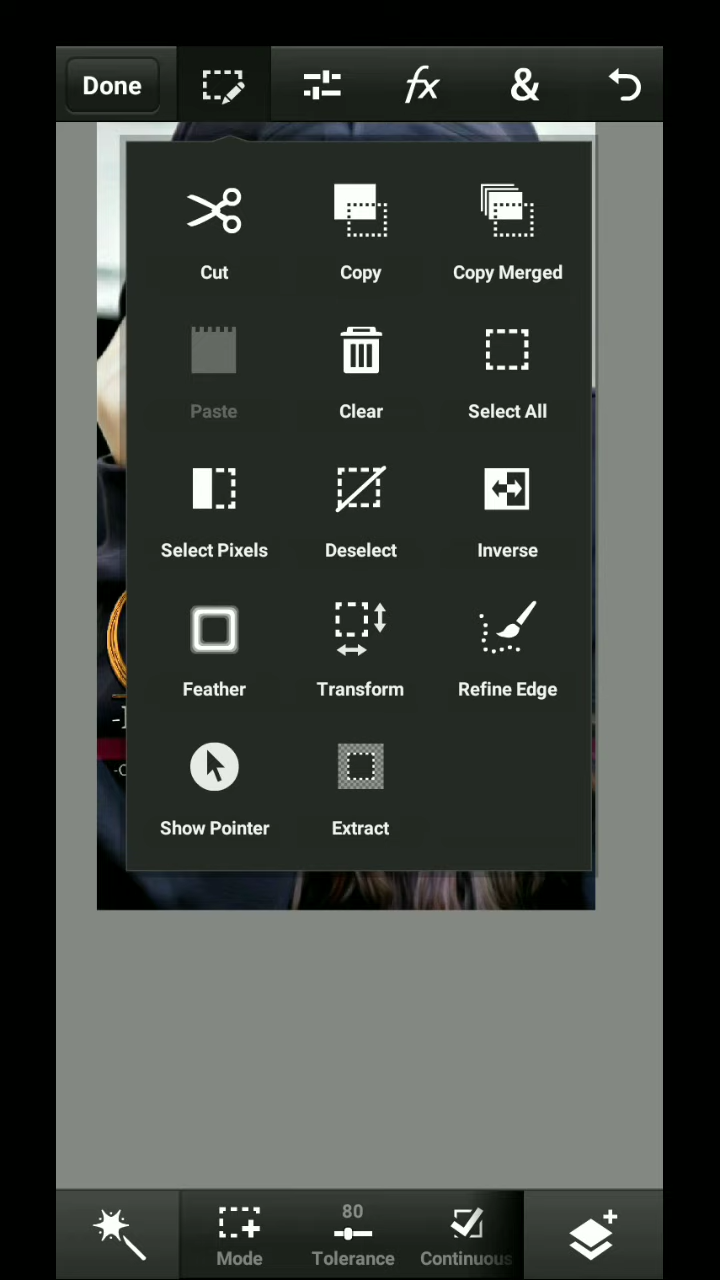 Done fx &
Cut Copy Copy Merged
Paste Clear Select All
Select Pixels Deselect Inverse
Feather Transform Refine Edge
Show Pointer Extract
80
Mode Tolerance Continuous